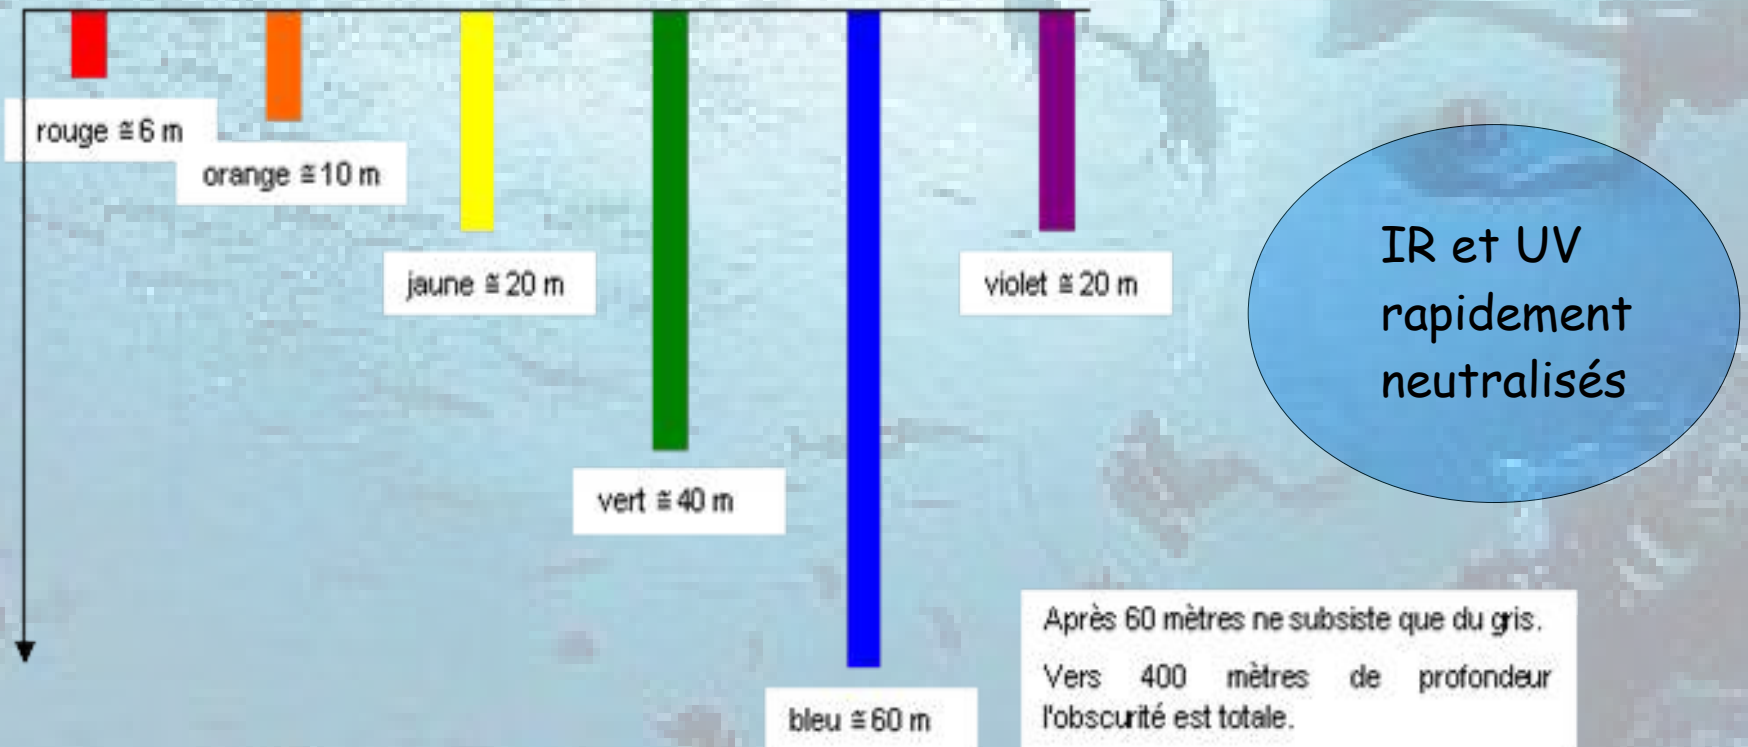 rouge ≅ 6 m
orange ≅ 10 m
jaune ≅ 20 m
vert ≅ 40 m
bleu ≅ 60 m
violet ≅ 20 m
IR et UV
rapidement
neutralisés
Après 60 mètres ne subsiste que du gris.
Vers 400 mètres de profondeur
l'obscurité est totale.